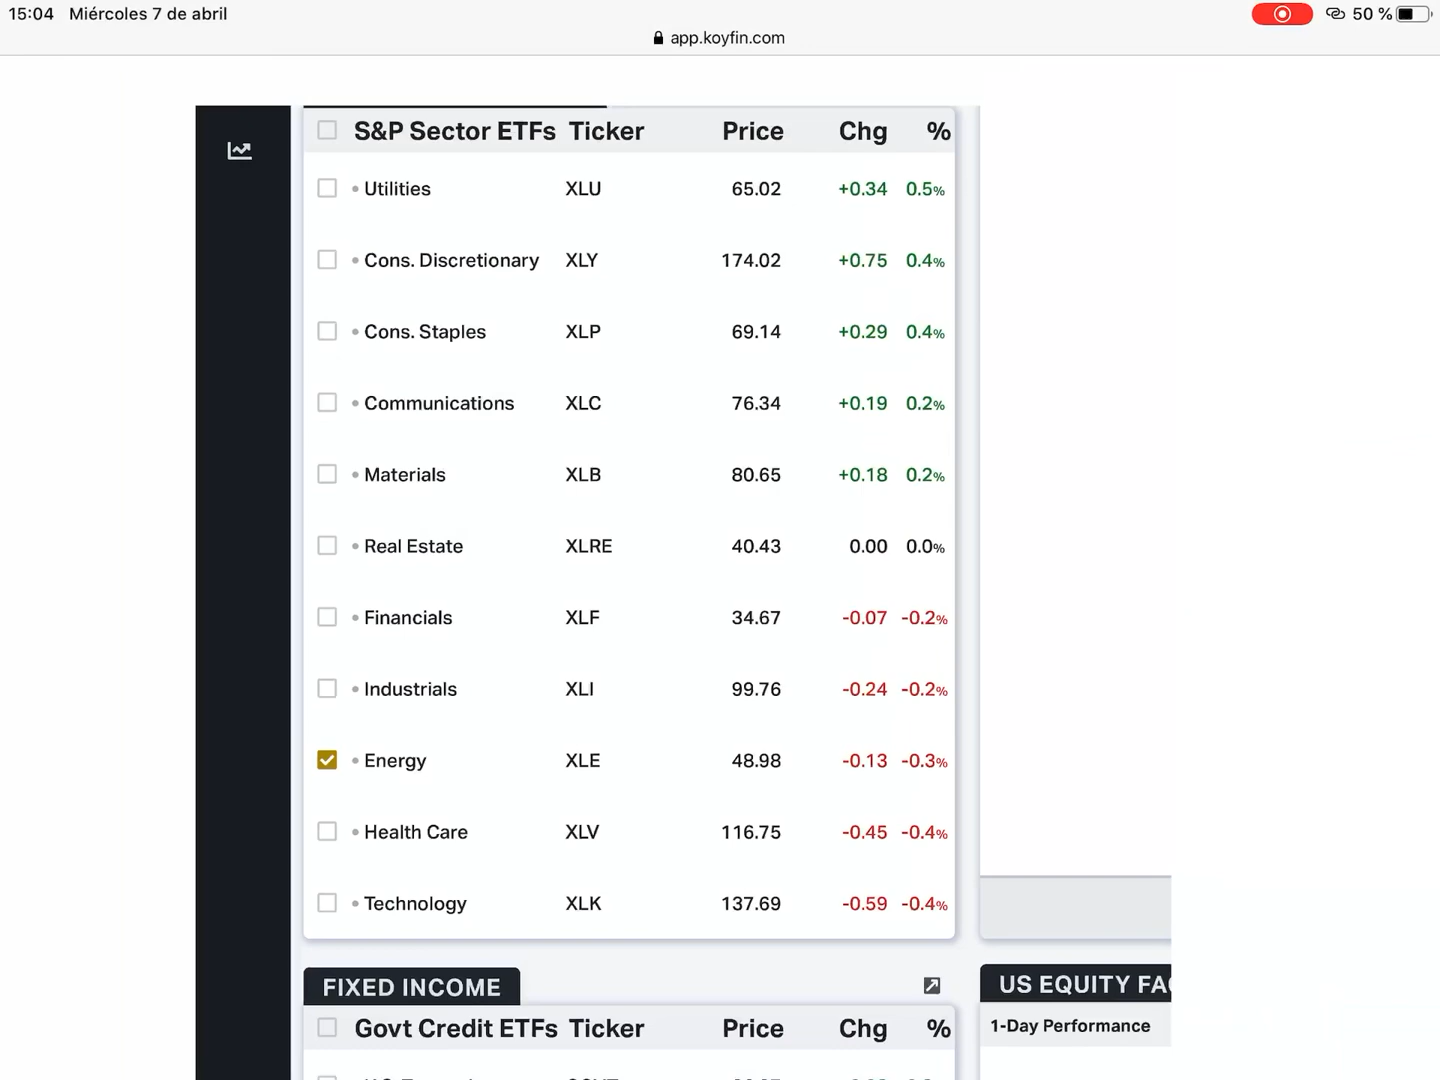 15:04 Miércoles 7 de abril 50 %
app.koyfin.com
S&P Sector ETFs Ticker Price Chg %
Utilities XLU 65.02 +0.34 0.5%
Cons. Discretionary XLY 174.02 +0.75 0.4%
Cons. Staples XLP 69.14 +0.29 0.4%
Communications XLC 76.34 +0.19 0.2%
Materials XLB 80.65 +0.18 0.2%
Real Estate XLRE 40.43 0.00 0.0%
Financials XLF 34.67 -0.07 -0.2%
Industrials XLI 99.76 -0.24 -0.2%
Energy XLE 48.98 -0.13 -0.3%
Health Care XLV 116.75 -0.45 -0.4%
Technology XLK 137.69 -0.59 -0.4%
FIXED INCOME
US EQUITY FA
Govt Credit ETFs Ticker Price Chg %
1-Day Performance